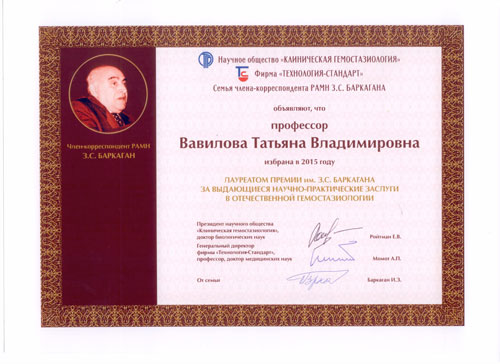 Научное общество «КЛИНИЧЕСКАЯ ГЕМОСТАЗИОЛОГИЯ»
Фирма «ТЕХНОЛОГИЯ-СТАНДАРТ»
Семья члена-корреспондента РАМН З.С. БАРКАГАНА
объявляют, что
профессор
Вавилова Татьяна Владимировна
избрана в 2015 году
ЛАУРЕАТОМ ПРЕМИИ им. З.С. БАРКАГАНА
ЗА ВЫДАЮЩИЕСЯ НАУЧНО-ПРАКТИЧЕСКИЕ ЗАСЛУГИ
В ОТЕЧЕСТВЕННОЙ ГЕМОСТАЗИОЛОГИИ
Член-корреспондент РАМН
З.С. БАРКАГАН
Президент научного общества
«Клиническая гемостазиология»,
доктор биологических наук
Ройтман Е.В.
Генеральный директор
фирмы «Технология-Стандарт»,
профессор, доктор медицинских наук
Момот А.П.
От семьи
Баркаган И.З.